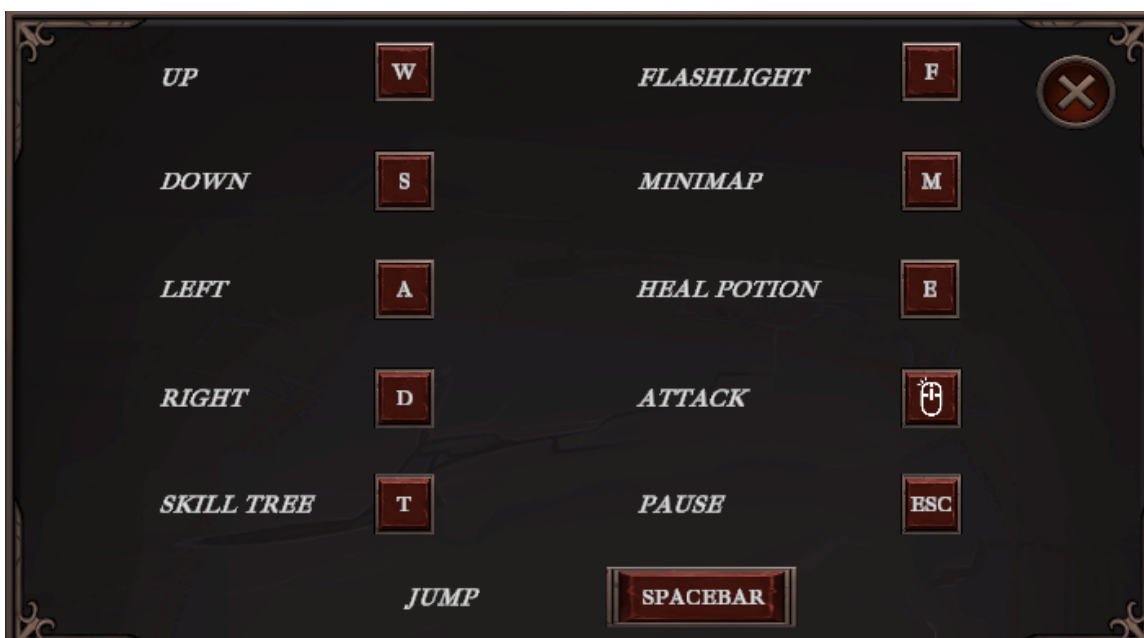 UP W FLASHLIGHT F
DOWN S MINIMAP M
LEFT A HEAL POTION E
RIGHT D ATTACK
SKILL TREE T PAUSE ESC
JUMP SPACEBAR